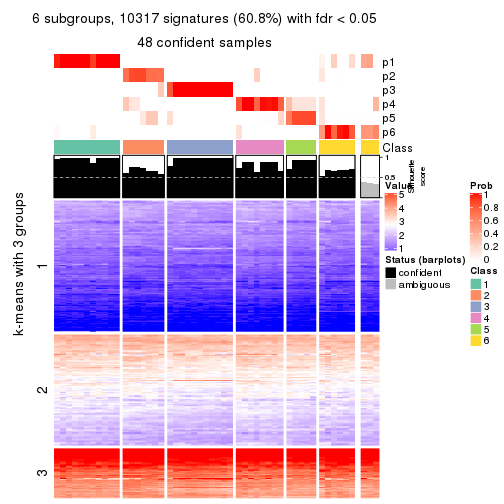 6 subgroups, 10317 signatures (60.8%) with fdr < 0.05
48 confident samples
p1
p2
p3
p4
p5
p6
Class
1
0.5
Silhouette
score
k-means with 3 groups
1
2
3
Value
5
4
3
2
1
Status (barplots)
confident
ambiguous
Prob
1
0.8
0.6
0.4
0.2
0
Class
1
2
3
4
5
6